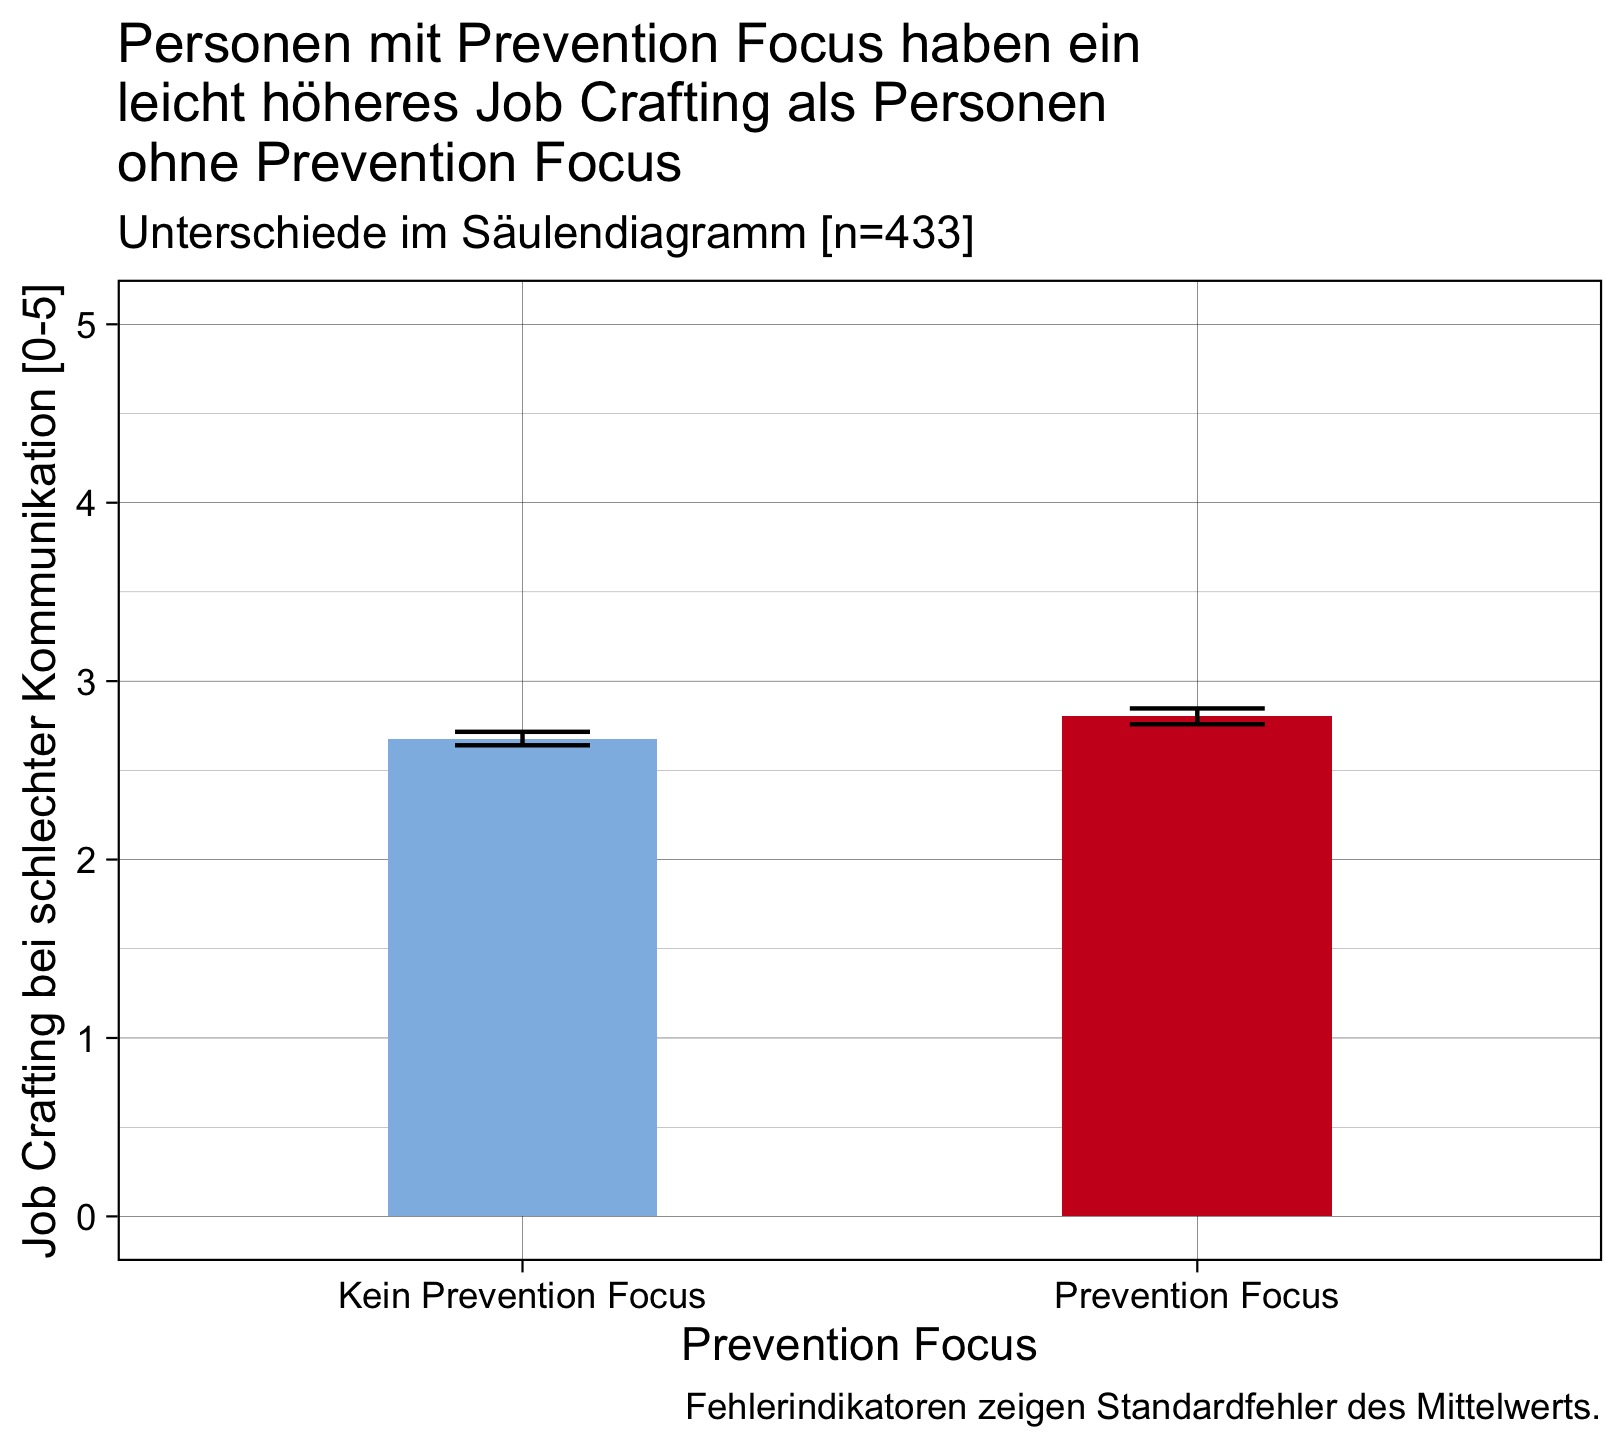 Personen mit Prevention Focus haben ein
leicht höheres Job Crafting als Personen
ohne Prevention Focus
Unterschiede im Säulendiagramm [n=433]
Job Crafting bei schlechter Kommunikation [0-5]
5
4
3
2
1
0
Kein Prevention Focus
Prevention Focus
Prevention Focus
Fehlerindikatoren zeigen Standardfehler des Mittelwerts.